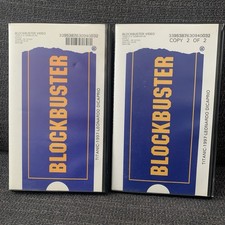 BLOCKBUSTER VIDEO
BLOCKBUSTER
®
TITANIC-1997-LEONARDO DICAPRIO
BLOCKBUSTER VIDEO
COPY 2 OF 2
BLOCKBUSTER
®
TITANIC-1997-LEONARDO DICAPRIO